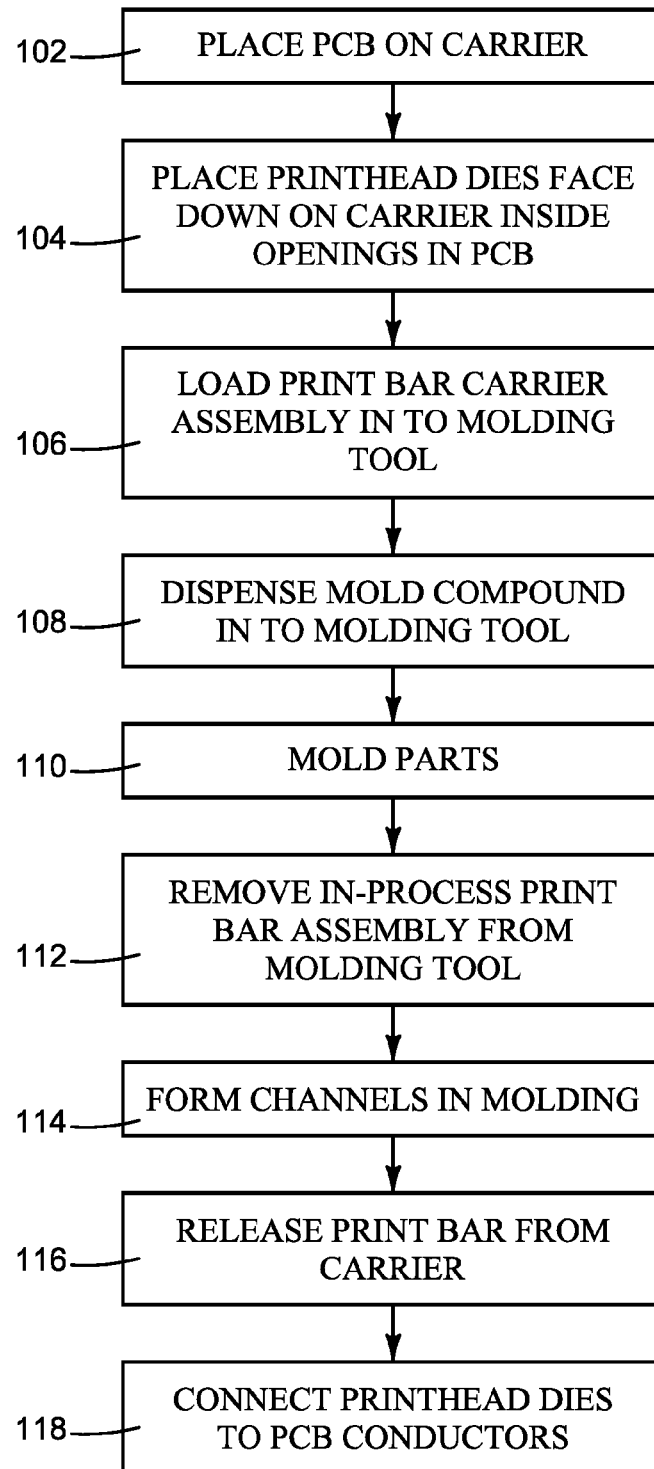 102
PLACE PCB ON CARRIER
104
PLACE PRINTHEAD DIES FACE
DOWN ON CARRIER INSIDE
OPENINGS IN PCB
106
LOAD PRINT BAR CARRIER
ASSEMBLY IN TO MOLDING
TOOL
108
DISPENSE MOLD COMPOUND
IN TO MOLDING TOOL
110
MOLD PARTS
112
REMOVE IN-PROCESS PRINT
BAR ASSEMBLY FROM
MOLDING TOOL
114
FORM CHANNELS IN MOLDING
116
RELEASE PRINT BAR FROM
CARRIER
118
CONNECT PRINTHEAD DIES
TO PCB CONDUCTORS